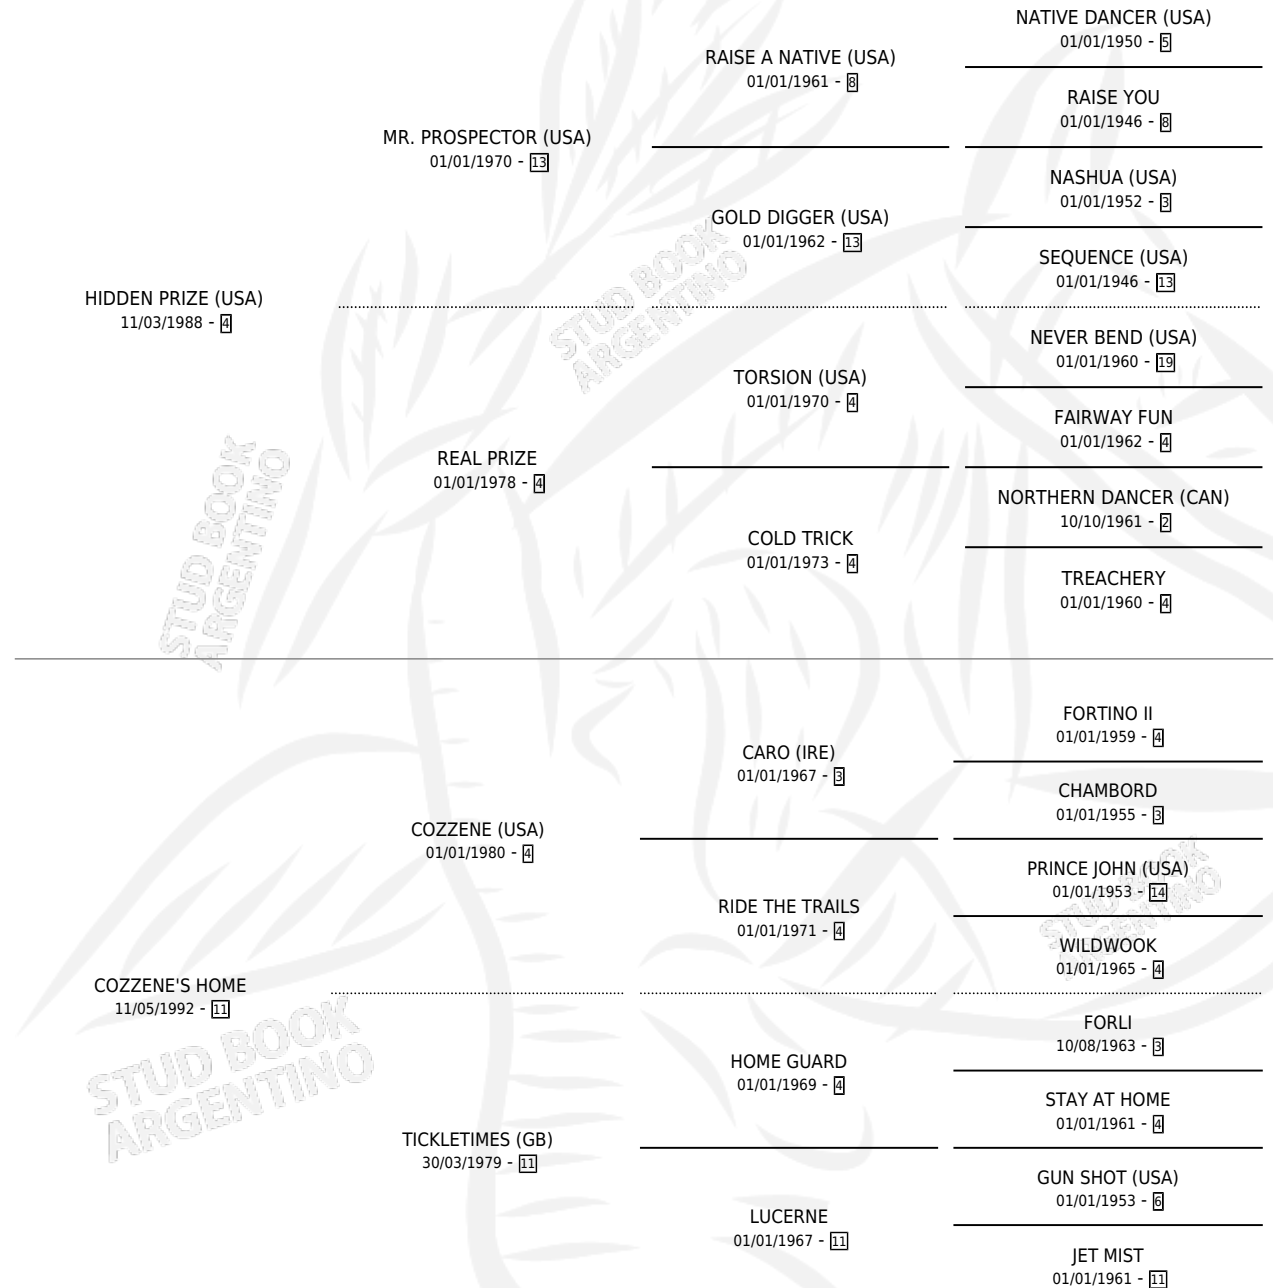 NATIVE DANCER (USA)
01/01/1950 - 5
RAISE A NATIVE (USA)
01/01/1961 - 8
RAISE YOU
01/01/1946 - 8
MR. PROSPECTOR (USA)
01/01/1970 - 13
NASHUA (USA)
01/01/1952 - 3
GOLD DIGGER (USA)
01/01/1962 - 13
SEQUENCE (USA)
01/01/1946 - 13
HIDDEN PRIZE (USA)
11/03/1988 - 4
NEVER BEND (USA)
01/01/1960 - 19
TORSION (USA)
01/01/1970 - 4
FAIRWAY FUN
01/01/1962 - 4
REAL PRIZE
01/01/1978 - 4
NORTHERN DANCER (CAN)
10/10/1961 - 2
COLD TRICK
01/01/1973 - 4
TREACHERY
01/01/1960 - 4
FORTINO II
01/01/1959 - 4
CARO (IRE)
01/01/1967 - 3
CHAMBORD
01/01/1955 - 3
COZZENE (USA)
01/01/1980 - 4
PRINCE JOHN (USA)
01/01/1953 - 14
RIDE THE TRAILS
01/01/1971 - 4
WILDWOOK
01/01/1965 - 4
COZZENE'S HOME
11/05/1992 - 11
FORLI
10/08/1963 - 3
HOME GUARD
01/01/1969 - 4
STAY AT HOME
01/01/1961 - 4
TICKLETIMES (GB)
30/03/1979 - 11
GUN SHOT (USA)
01/01/1953 - 6
LUCERNE
01/01/1967 - 11
JET MIST
01/01/1961 - 11
STUD BOOK
ARGENTINO
STUD BOOK
ARGENTINO
STUD BOOK
ARGENTINO
STUD BOOK
ARGENTINO